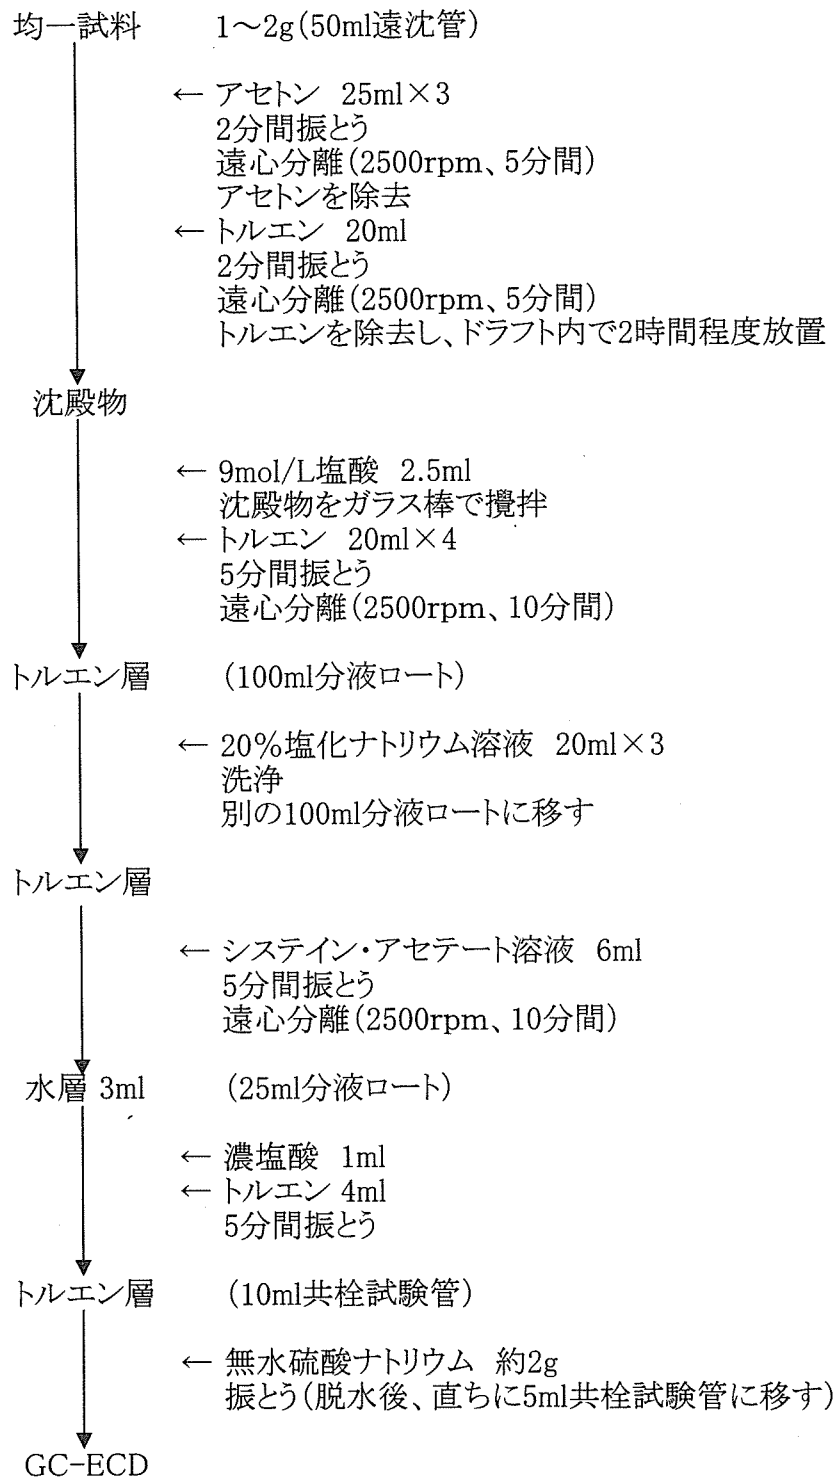 均一試料 1～2g(50ml遠沈管)
← アセトン 25ml×3
2分間振とう
遠心分離(2500rpm、5分間)
アセトンを除去
← トルエン 20ml
2分間振とう
遠心分離(2500rpm、5分間)
トルエンを除去し、ドラフト内で2時間程度放置
沈殿物
← 9mol/L塩酸 2.5ml
沈殿物をガラス棒で攪拌
← トルエン 20ml×4
5分間振とう
遠心分離(2500rpm、10分間)
トルエン層 (100ml分液ロート)
← 20%塩化ナトリウム溶液 20ml×3
洗浄
別の100ml分液ロートに移す
トルエン層
← システイン・アセテート溶液 6ml
5分間振とう
遠心分離(2500rpm、10分間)
水層 3ml (25ml分液ロート)
← 濃塩酸 1ml
← トルエン 4ml
5分間振とう
トルエン層 (10ml共栓試験管)
← 無水硫酸ナトリウム 約2g
振とう(脱水後、直ちに5ml共栓試験管に移す)
GC-ECD